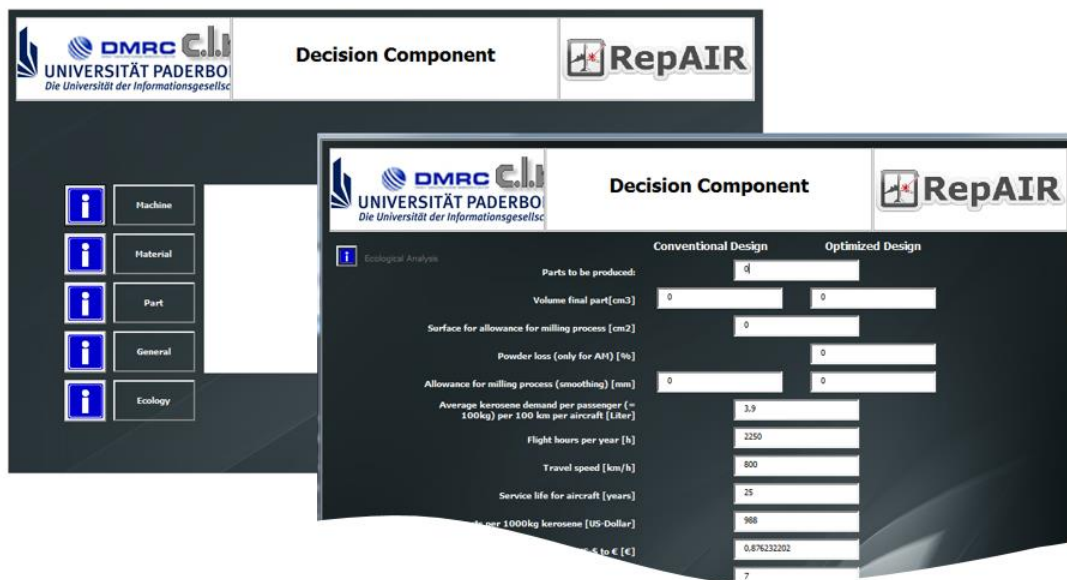 DMRC C.I.
UNIVERSITÄT PADERBO
Die Universität der Informationsgesellsc
Decision Component
RepAIR
Machine
Material
Part
General
Ecology
DMRC C.I.
UNIVERSITÄT PADERBO
Die Universität der Informationsgesellsc
Decision Component
RepAIR
Ecological Analysis
Conventional Design Optimized Design
Parts to be produced: 0
Volume final part[cm3] 0 0
Surface for allowance for milling process [cm2] 0
Powder loss (only for AM) [%] 0
Allowance for milling process (smoothing) [mm] 0 0
Average kerosene demand per passenger (=
100kg) per 100 km per aircraft [Liter] 3.9
Flight hours per year [h] 2250
Travel speed [km/h] 800
Service life for aircraft [years] 25
per 1000kg kerosene [US-Dollar] 988
$ to € [€] 0.876232202
7